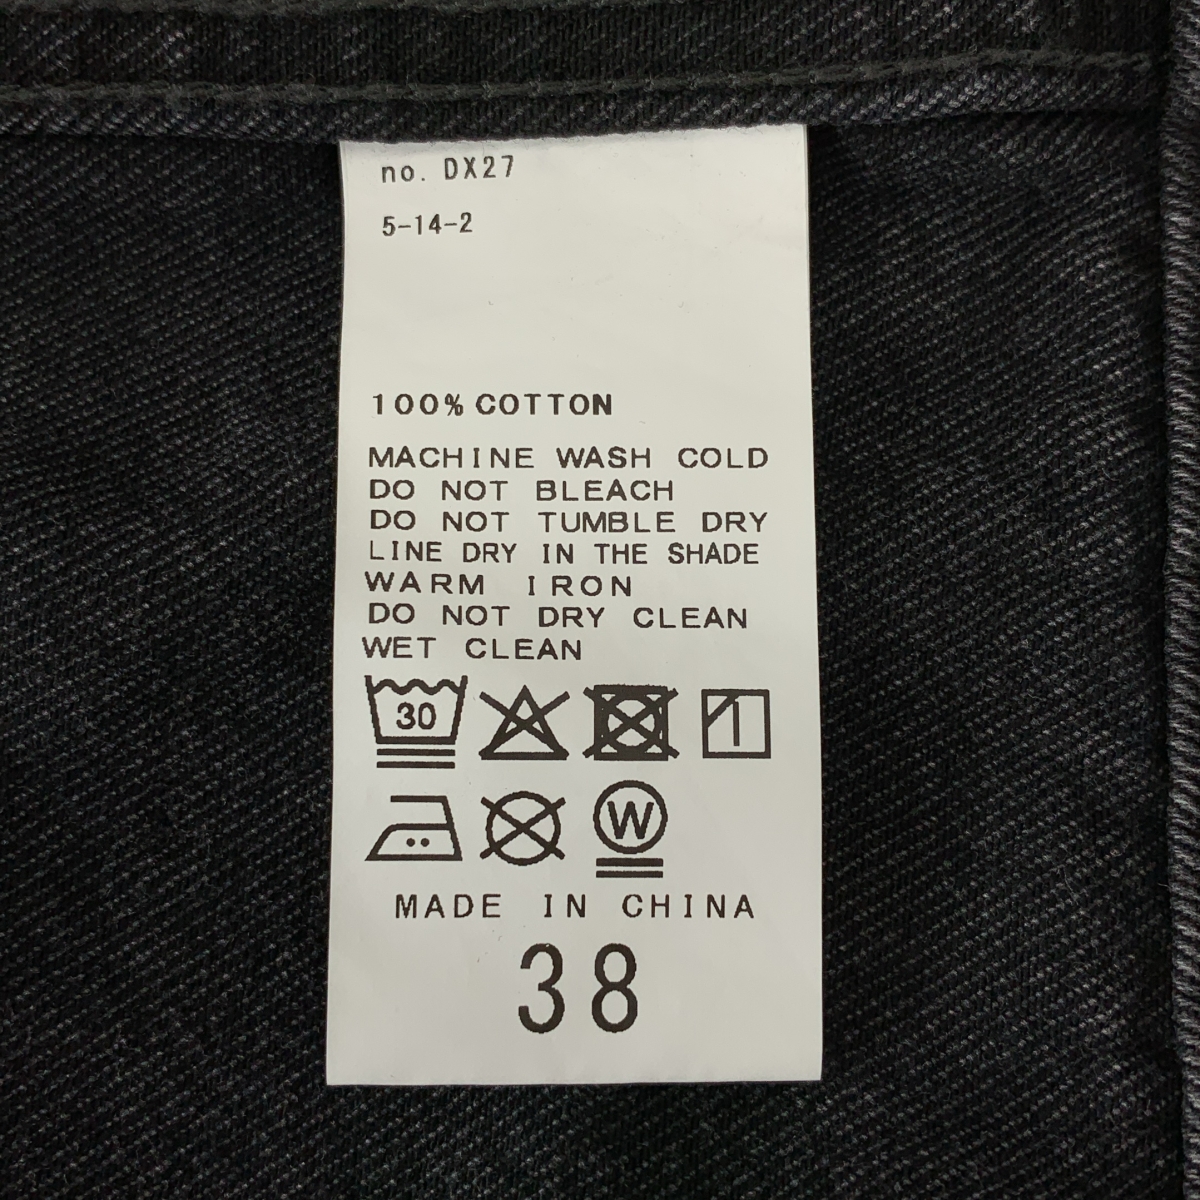 no. DX27
5-14-2
100% COTTON
MACHINE WASH COLD
DO NOT BLEACH
DO NOT TUMBLE DRY
LINE DRY IN THE SHADE
WARM IRON
DO NOT DRY CLEAN
WET CLEAN
30
W
MADE IN CHINA
38